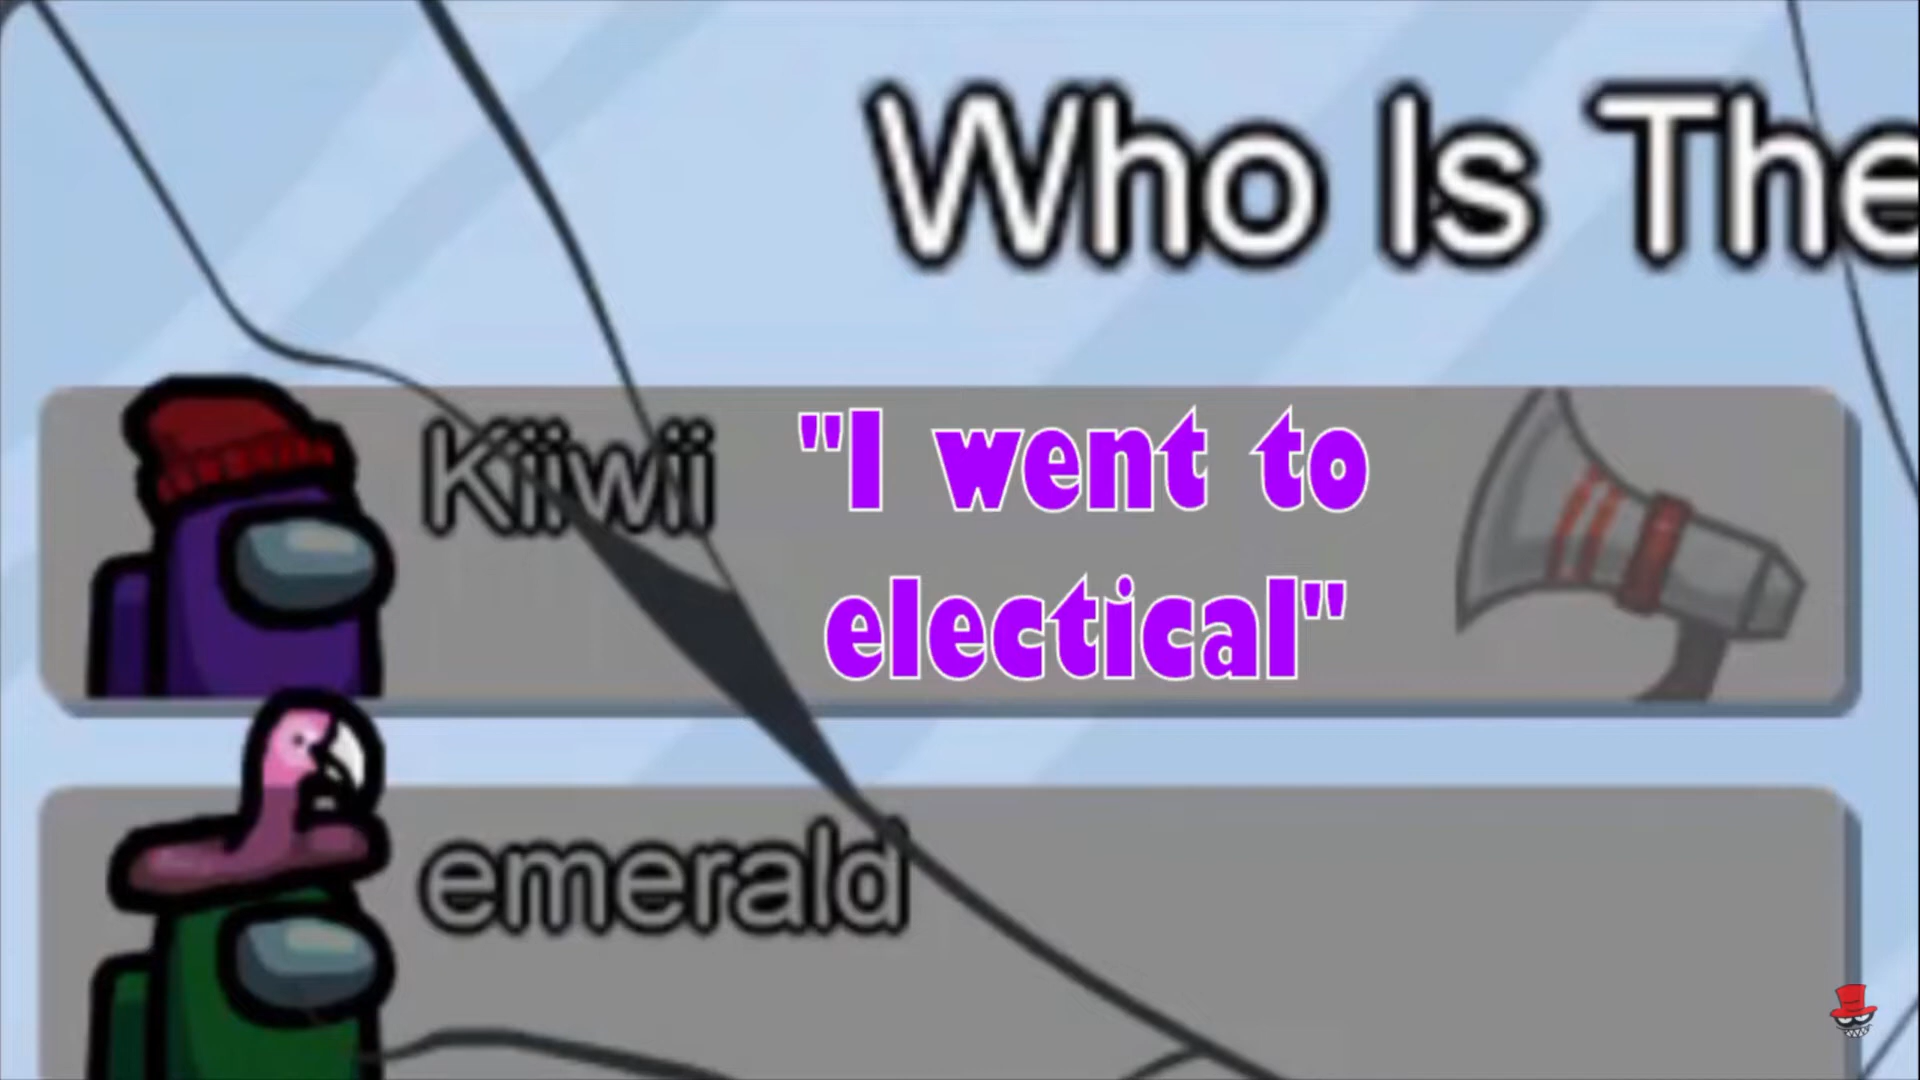 Who Is The
Kiiwii
"I went to
electical"
emerald